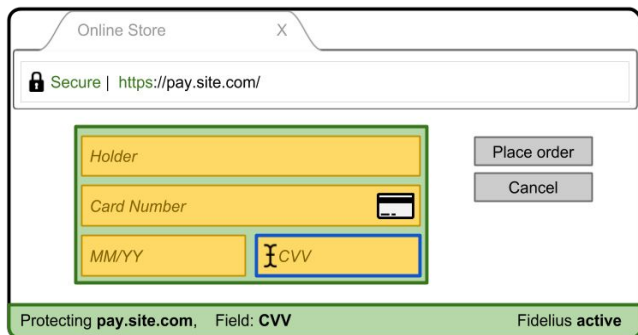 Online Store X
Secure | https://pay.site.com/
Holder
Place order
Card Number
Cancel
MM/YY
CVV
Protecting pay.site.com, Field: CVV Fidelius active